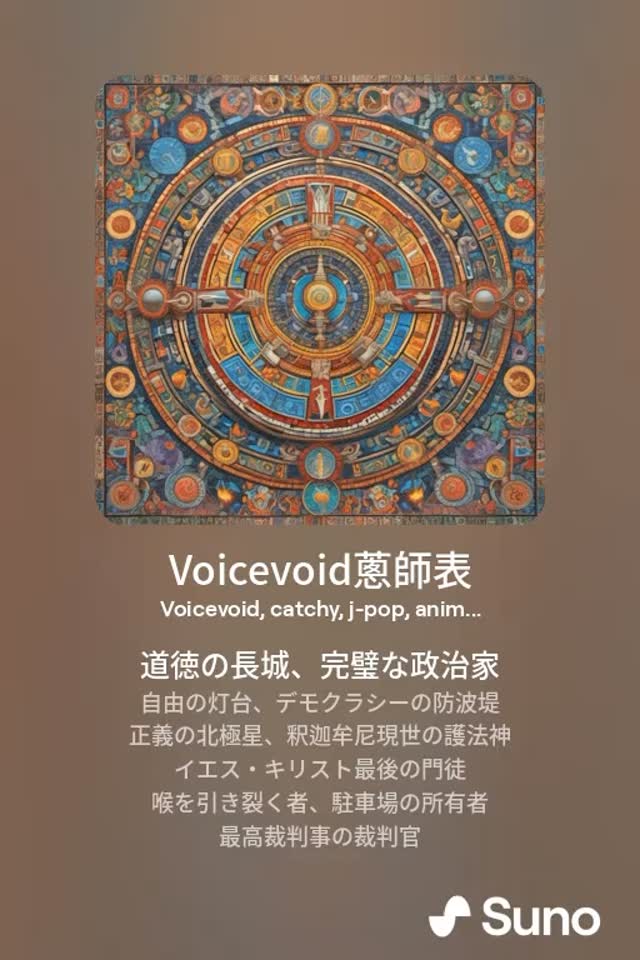 Voicevoid蔥師表
Voicevoid, catchy, j-pop, anim...
道徳の長城、完璧な政治家
自由の灯台、デモクラシーの防波堤
正義の北極星、釈迦牟尼現世の護法神
イエス・キリスト最後の門徒
喉を引き裂く者、駐車場の所有者
最高裁判事の裁判官
Suno